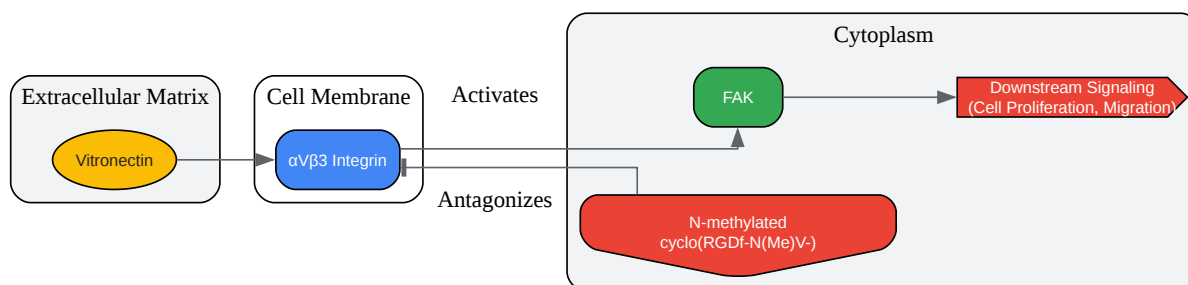 Cytoplasm
Extracellular Matrix
Cell Membrane
Activates
FAK
Downstream Signaling
(Cell Proliferation, Migration)
Vitronectin
αVβ3 Integrin
Antagonizes
N-methylated
cyclo(RGDf-N(Me)V-)